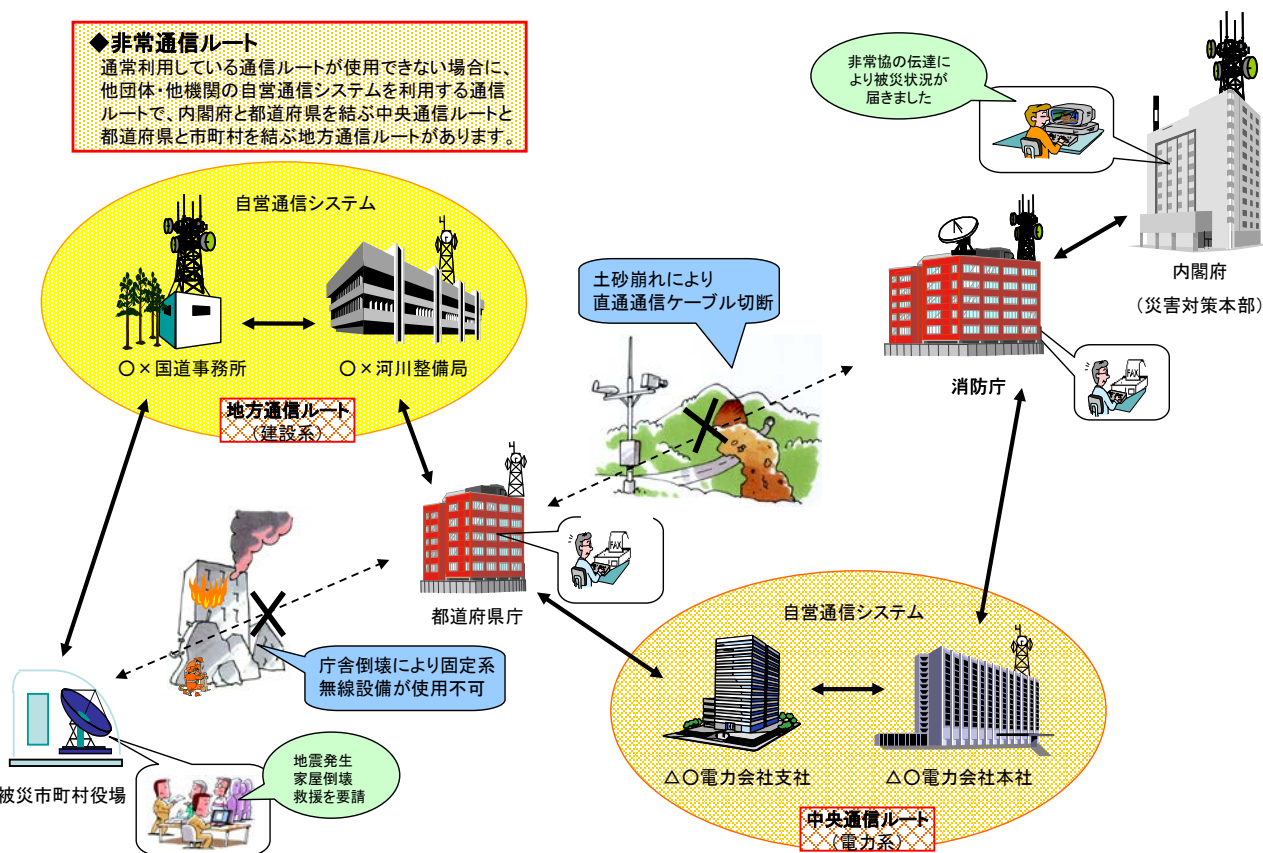 ◆非常通信ルート
通常利用している通信ルートが使用できない場合に、
他団体・他機関の自営通信システムを利用する通信
ルートで、内閣府と都道府県を結ぶ中央通信ルートと
都道府県と市町村を結ぶ地方通信ルートがあります。
非常協の伝達に
より被災状況が
届きました
内閣府
(災害対策本部)
自営通信システム
〇×国道事務所
〇×河川整備局
地方通信ルート
(建設系)
土砂崩れにより
直通通信ケーブル切断
消防庁
FAX
FAX
都道府県庁
庁舎倒壊により固定系
無線設備が使用不可
被災市町村役場
地震発生
家屋倒壊
救援を要請
自営通信システム
△〇電力会社支社
△〇電力会社本社
中央通信ルート
(電力系)